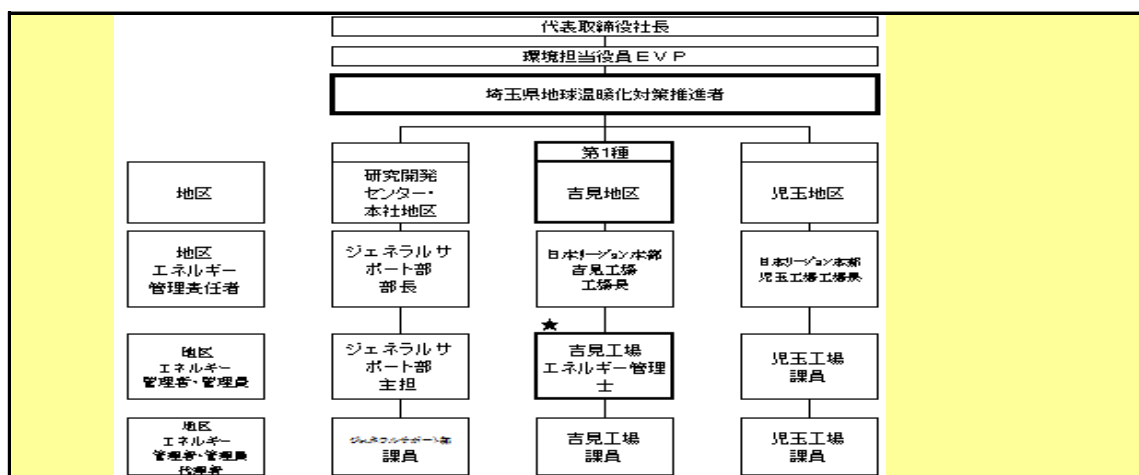 代表取締役社長
環境担当役員ＥＶＰ
埼玉県地球温暖化対策推進者
第1種
地区
研究開発
センター・
本社地区
吉見地区
児玉地区
地区
エネルギー
管理責任者
ジェネラルサ
ポート部
部長
日本リージョン本部
吉見工場
工場長
日本リージョン本部
児玉工場工場長
★
地区
エネルギー
管理者・管理員
ジェネラルサ
ポート部
主担
吉見工場
エネルギー管理
士
児玉工場
課員
地区
エネルギー
管理者・管理員
代理者
ジェネラルサポート部
課員
吉見工場
課員
児玉工場
課員